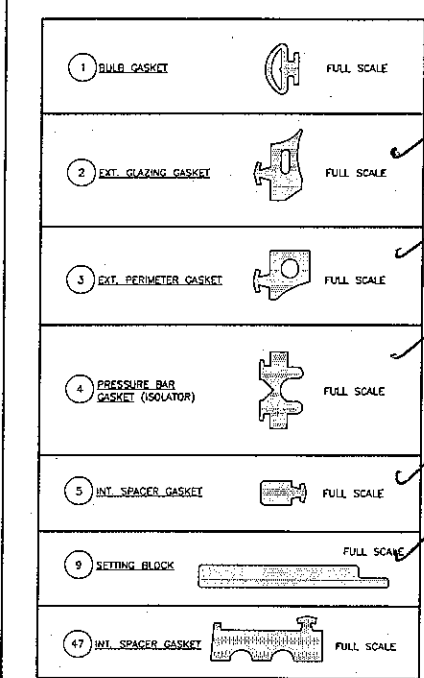 1 BULB GASKET FULL SCALE
2 EXT. GLAZING GASKET FULL SCALE
3 EXT. PERIMETER GASKET FULL SCALE
4 PRESSURE BAR
GASKET (ISOLATOR) FULL SCALE
5 INT. SPACER GASKET FULL SCALE
9 SETTING BLOCK FULL SCALE
47 INT. SPACER GASKET FULL SCALE